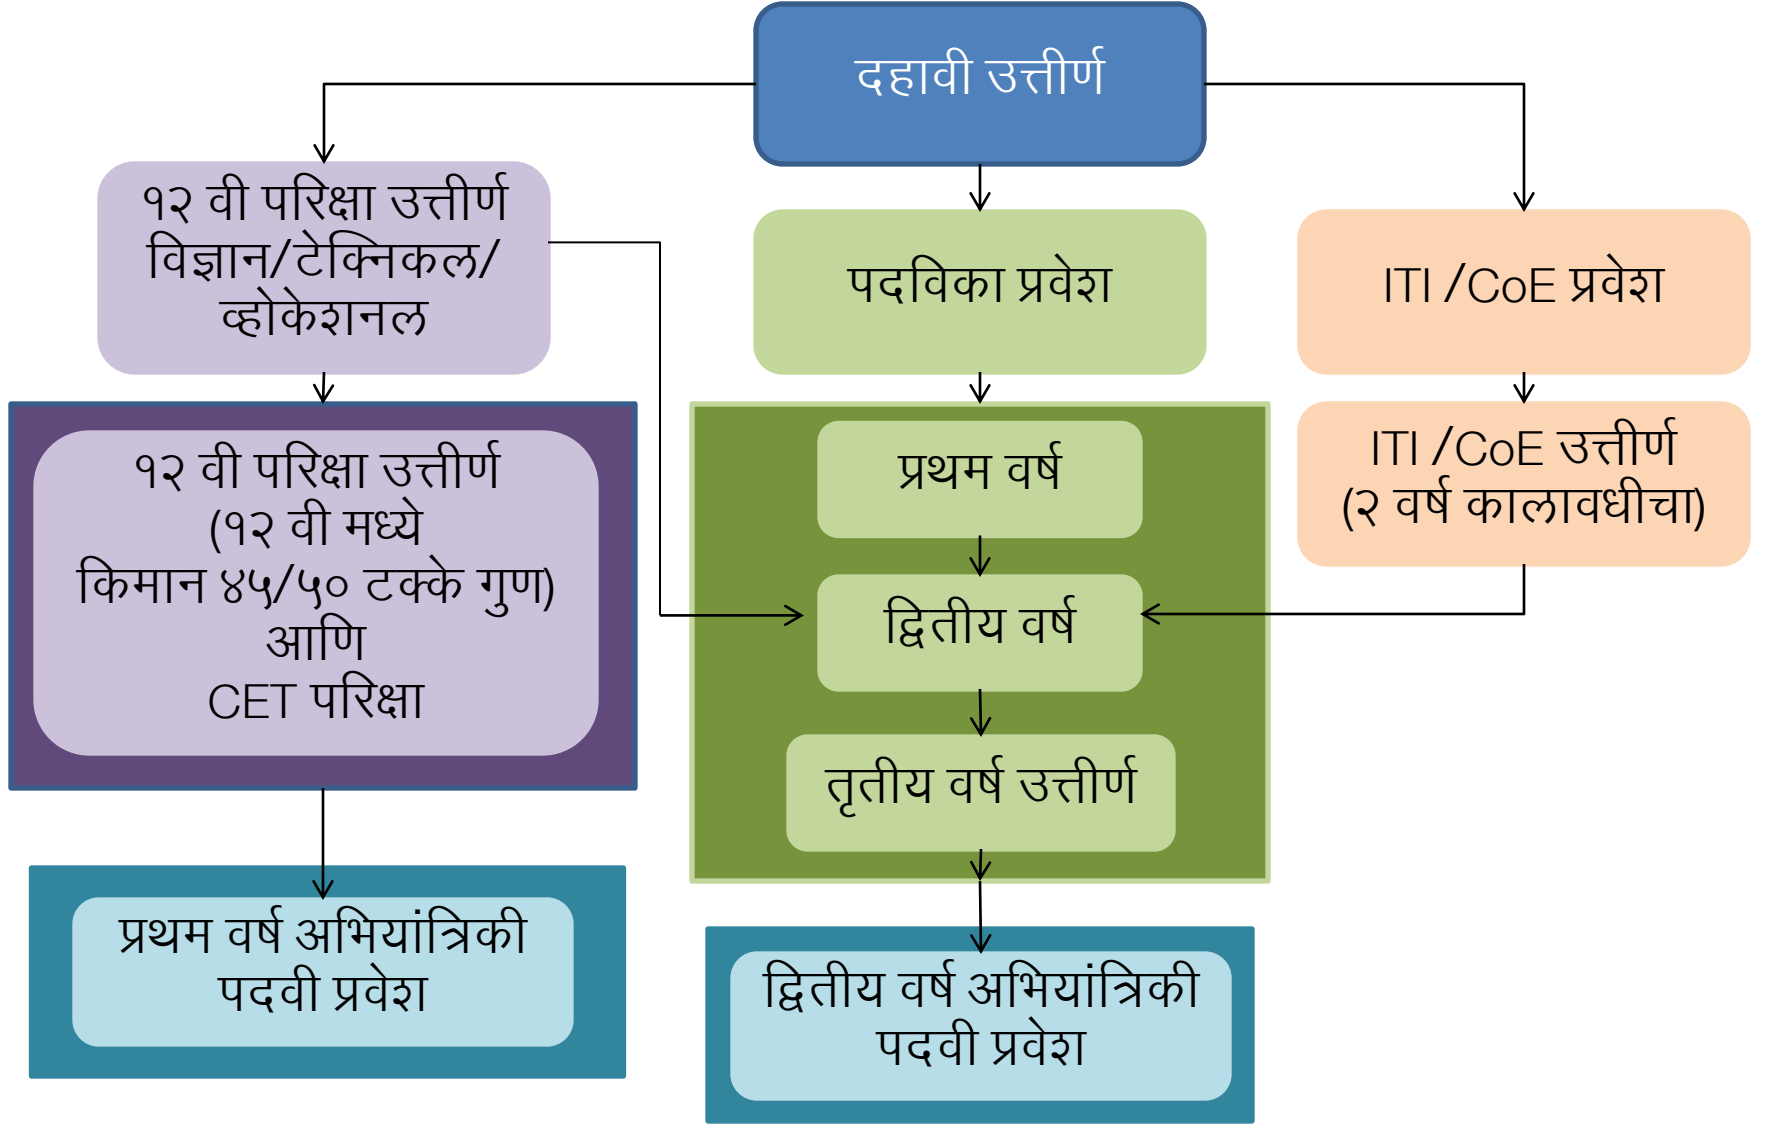 दहावी उत्तीर्ण
१२ वी परिक्षा उत्तीर्ण
विज्ञान/टेक्निकल/
व्होकेशनल
पदविका प्रवेश
ITI /CoE प्रवेश
१२ वी परिक्षा उत्तीर्ण
(१२ वी मध्ये
किमान ४५/५० टक्के गुण)
आणि
CET परिक्षा
प्रथम वर्ष
द्वितीय वर्ष
तृतीय वर्ष उत्तीर्ण
ITI /CoE उत्तीर्ण
(२ वर्ष कालावधीचा)
प्रथम वर्ष अभियांत्रिकी
पदवी प्रवेश
द्वितीय वर्ष अभियांत्रिकी
पदवी प्रवेश